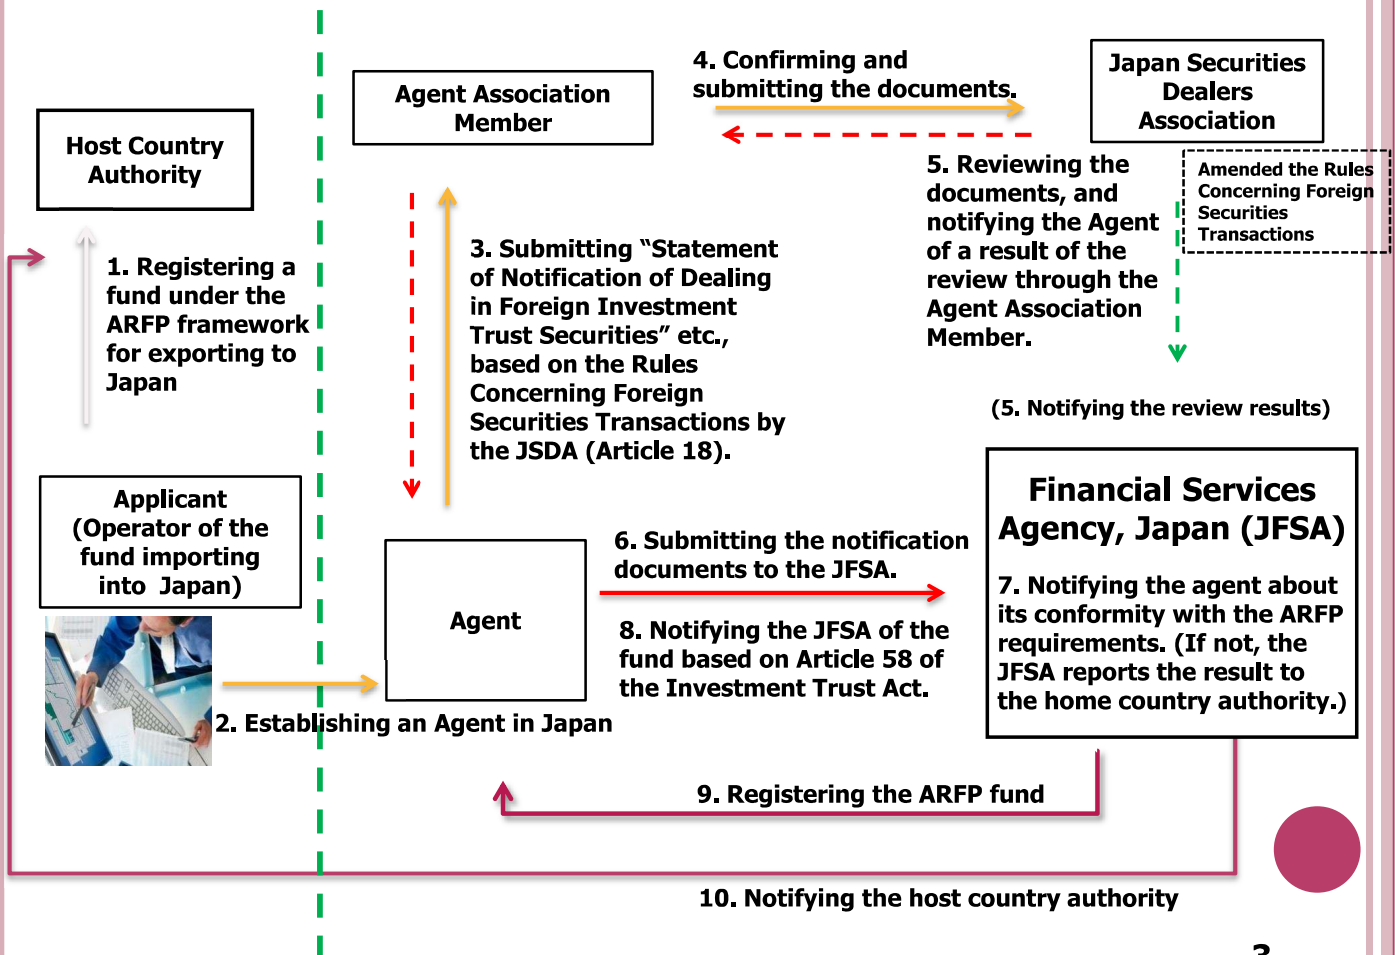 Host Country
Authority
1. Registering a
fund under the
ARFP framework
for exporting to
Japan
Applicant
(Operator of the
fund importing
into Japan)
2. Establishing an Agent in Japan
Agent Association
Member
3. Submitting “Statement
of Notification of Dealing
in Foreign Investment
Trust Securities” etc.,
based on the Rules
Concerning Foreign
Securities Transactions by
the JSDA (Article 18).
Agent
4. Confirming and
submitting the documents.
Japan Securities
Dealers
Association
Amended the Rules
Concerning Foreign
Securities
Transactions
5. Reviewing the
documents, and
notifying the Agent
of a result of the
review through the
Agent Association
Member.
(5. Notifying the review results)
6. Submitting the notification
documents to the JFSA.
8. Notifying the JFSA of the
fund based on Article 58 of
the Investment Trust Act.
Financial Services
Agency, Japan (JFSA)
7. Notifying the agent about
its conformity with the ARFP
requirements. (If not, the
JFSA reports the result to
the home country authority.)
9. Registering the ARFP fund
10. Notifying the host country authority